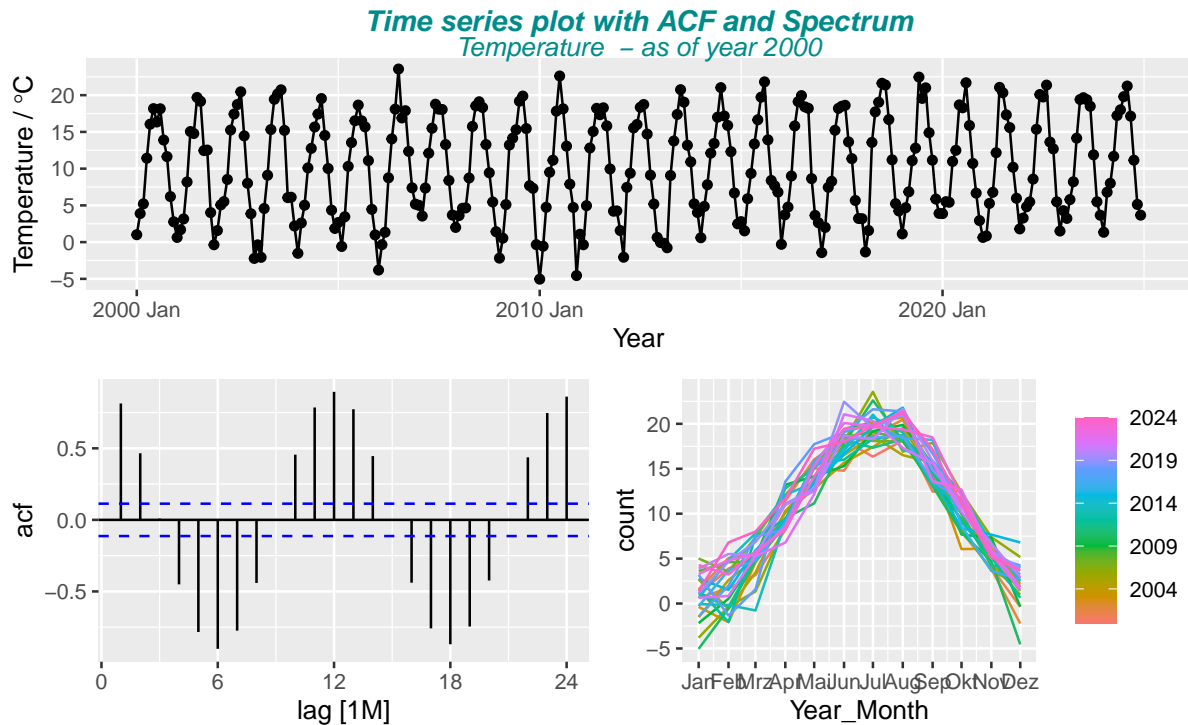 Time series plot with ACF and Spectrum
Temperature – as of year 2000
Temperature / °C
20
15
10
5
0
−5
2000 Jan
2010 Jan
2020 Jan
Year
acf
0.5
0.0
−0.5
0
6
12
18
24
lag [1M]
count
20
15
10
5
0
−5
Jan
Feb
Mrz
Apr
Mai
Jun
Jul
Aug
Sep
Okt
Nov
Dez
Year_Month
2024
2019
2014
2009
2004